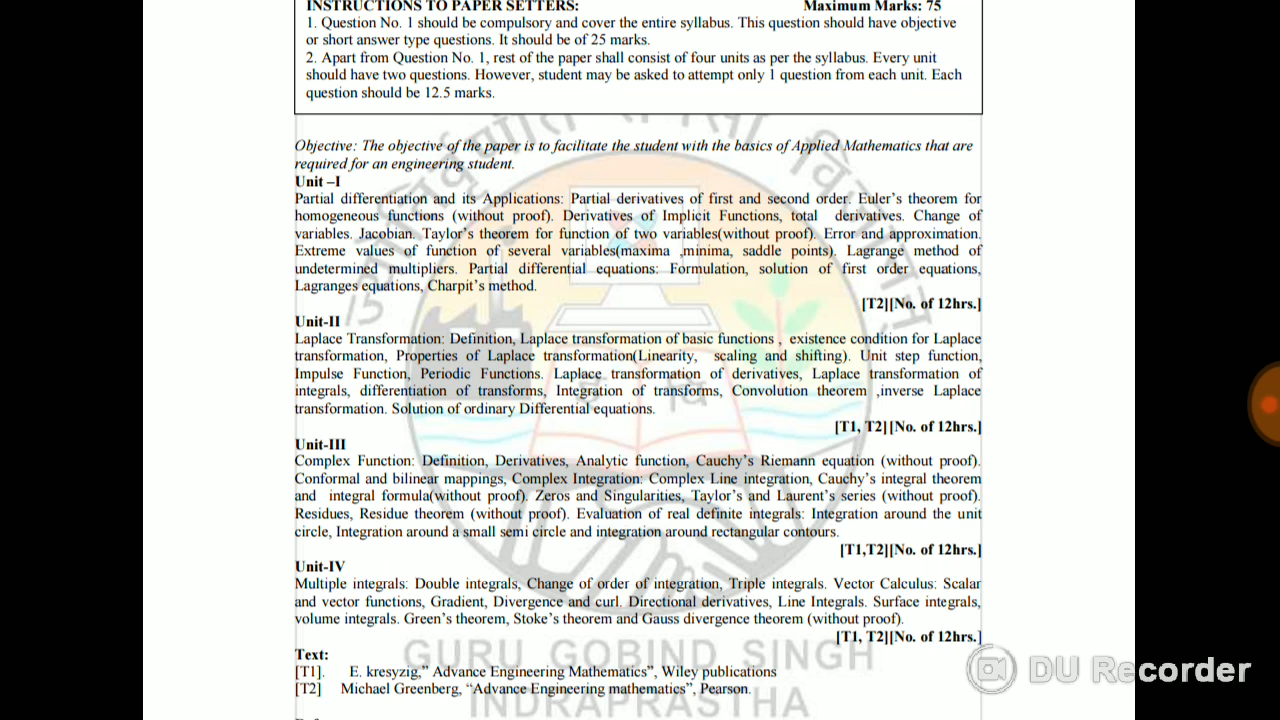 INSTRUCTIONS TO PAPER SETTERS: Maximum Marks: 75
1. Question No. 1 should be compulsory and cover the entire syllabus. This question should have objective
or short answer type questions. It should be of 25 marks.
2. Apart from Question No. 1, rest of the paper shall consist of four units as per the syllabus. Every unit
should have two questions. However, student may be asked to attempt only 1 question from each unit. Each
question should be 12.5 marks.
Objective: The objective of the paper is to facilitate the student with the basics of Applied Mathematics that are
required for an engineering student.
Unit –I
Partial differentiation and its Applications: Partial derivatives of first and second order. Euler's theorem for
homogeneous functions (without proof). Derivatives of Implicit Functions, total derivatives. Change of
variables. Jacobian. Taylor's theorem for function of two variables(without proof). Error and approximation.
Extreme values of function of several variables(maxima ,minima, saddle points). Lagrange method of
undetermined multipliers. Partial differential equations: Formulation, solution of first order equations,
Lagranges equations, Charpit's method.
[T2][No. of 12hrs.]
Unit-II
Laplace Transformation: Definition, Laplace transformation of basic functions , existence condition for Laplace
transformation, Properties of Laplace transformation(Linearity, scaling and shifting). Unit step function,
Impulse Function, Periodic Functions. Laplace transformation of derivatives, Laplace transformation of
integrals, differentiation of transforms, Integration of transforms, Convolution theorem ,inverse Laplace
transformation. Solution of ordinary Differential equations.
[T1, T2][No. of 12hrs.]
Unit-III
Complex Function: Definition, Derivatives, Analytic function, Cauchy's Riemann equation (without proof).
Conformal and bilinear mappings, Complex Integration: Complex Line integration, Cauchy's integral theorem
and integral formula(without proof). Zeros and Singularities, Taylor's and Laurent's series (without proof).
Residues, Residue theorem (without proof). Evaluation of real definite integrals: Integration around the unit
circle, Integration around a small semi circle and integration around rectangular contours.
[T1,T2][No. of 12hrs.]
Unit-IV
Multiple integrals: Double integrals, Change of order of integration, Triple integrals. Vector Calculus: Scalar
and vector functions, Gradient, Divergence and curl. Directional derivatives, Line Integrals. Surface integrals,
volume integrals. Green's theorem, Stoke's theorem and Gauss divergence theorem (without proof).
[T1, T2][No. of 12hrs.]
Text:
[T1]. E. kresyzig,” Advance Engineering Mathematics”, Wiley publications
[T2] Michael Greenberg, “Advance Engineering mathematics”, Pearson.
GURU GOBIND SINGH
INDRAPRASTHA
DU Recorder